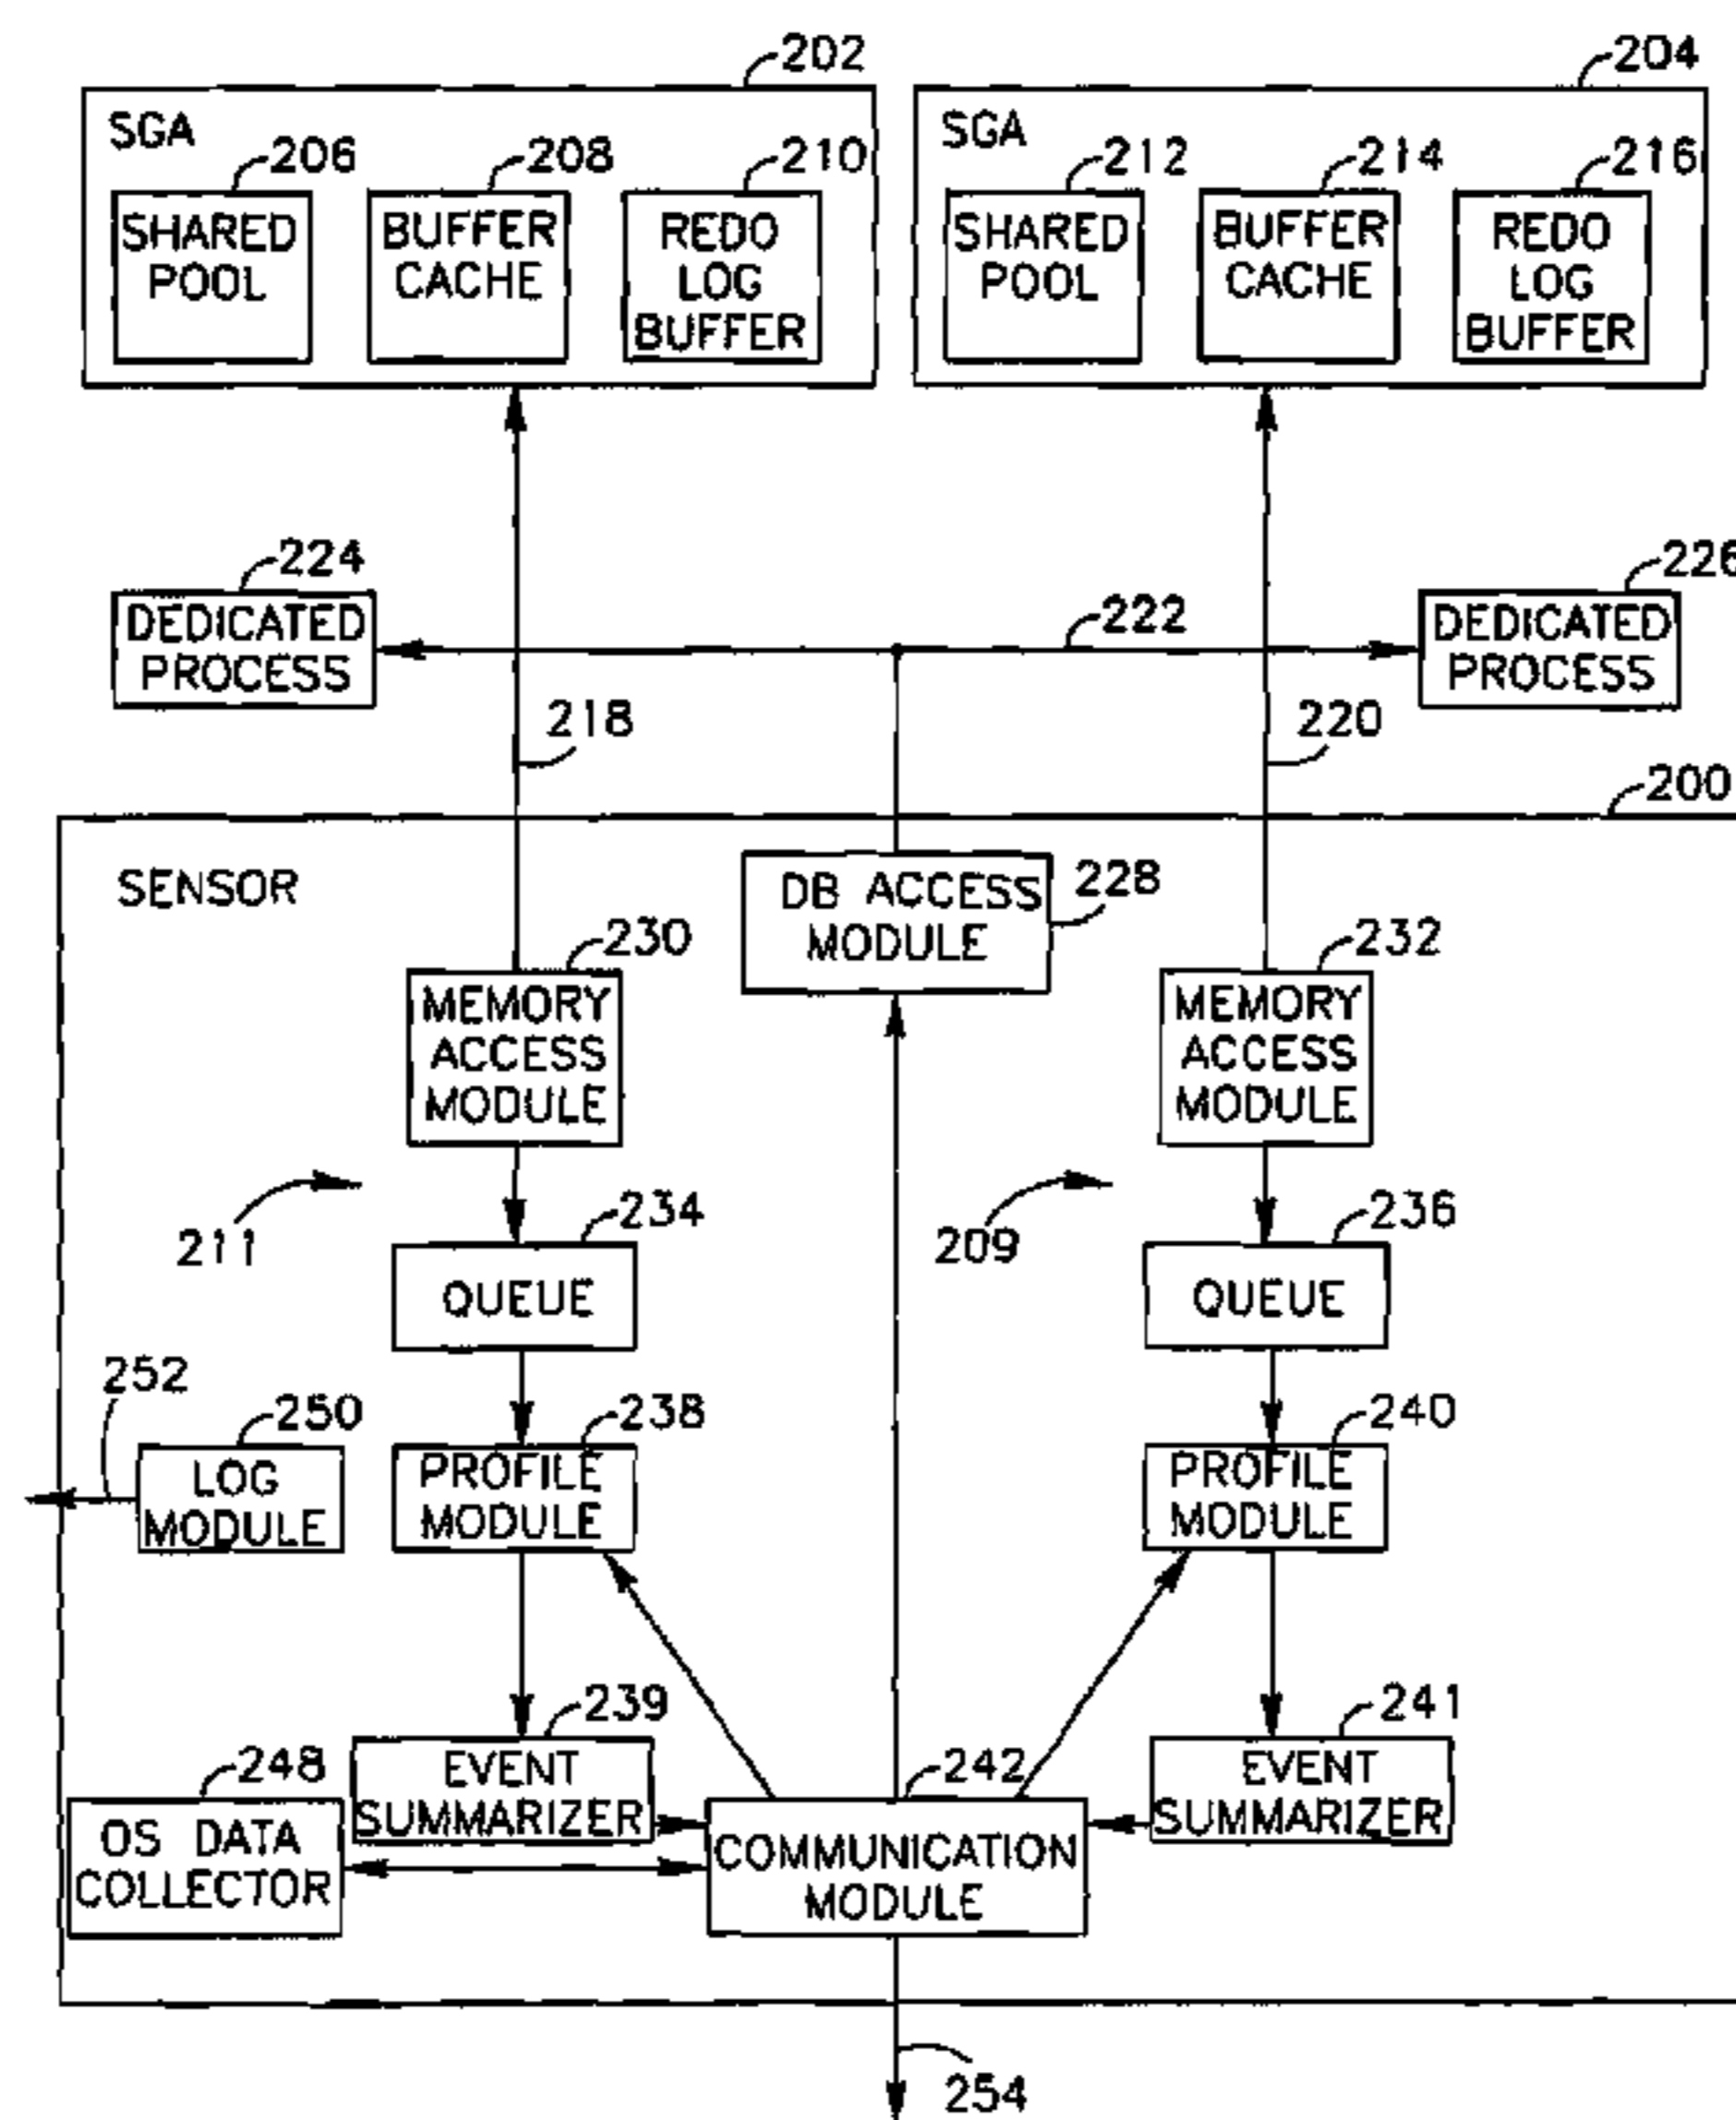 202
204
SGA
SGA
206
208
210
212
214
216
SHARED
POOL
BUFFER
CACHE
REDO
LOG
BUFFER
SHARED
POOL
BUFFER
CACHE
REDO
LOG
BUFFER
224
226
DEDICATED
PROCESS
222
DEDICATED
PROCESS
218
220
200
SENSOR
DB ACCESS
MODULE
228
230
232
MEMORY
ACCESS
MODULE
MEMORY
ACCESS
MODULE
211
234
209
236
QUEUE
QUEUE
252
250
238
240
LOG
MODULE
PROFILE
MODULE
PROFILE
MODULE
239
241
248
EVENT
SUMMARIZER
242
EVENT
SUMMARIZER
OS DATA
COLLECTOR
COMMUNICATION
MODULE
254